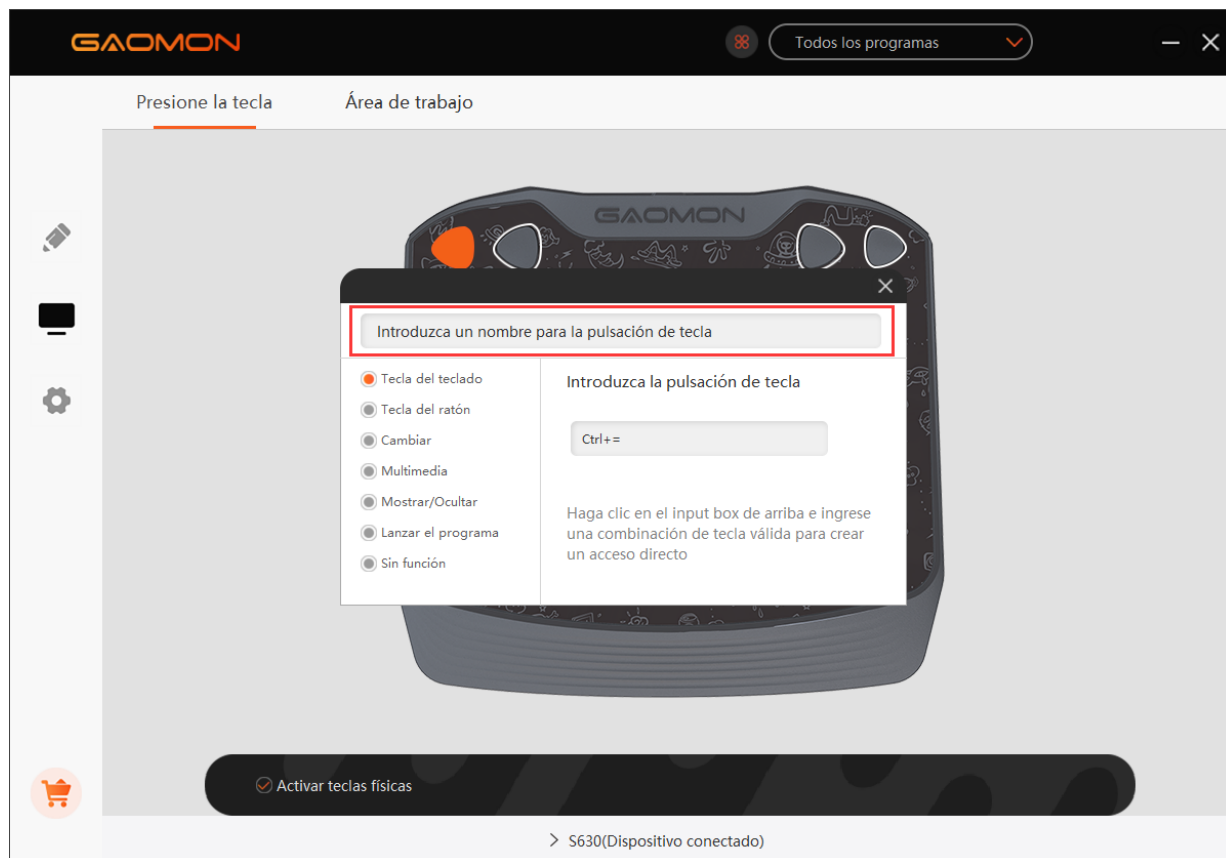 GAOMON
Todos los programas
Presione la tecla
Área de trabajo
GAOMON
Introduzca un nombre para la pulsación de tecla
Tecla del teclado
Tecla del ratón
Cambiar
Multimedia
Mostrar/Ocultar
Lanzar el programa
Sin función
Introduzca la pulsación de tecla
Ctrl+=
Haga clic en el input box de arriba e ingrese
una combinación de tecla válida para crear
un acceso directo
Activar teclas físicas
S630(Dispositivo conectado)